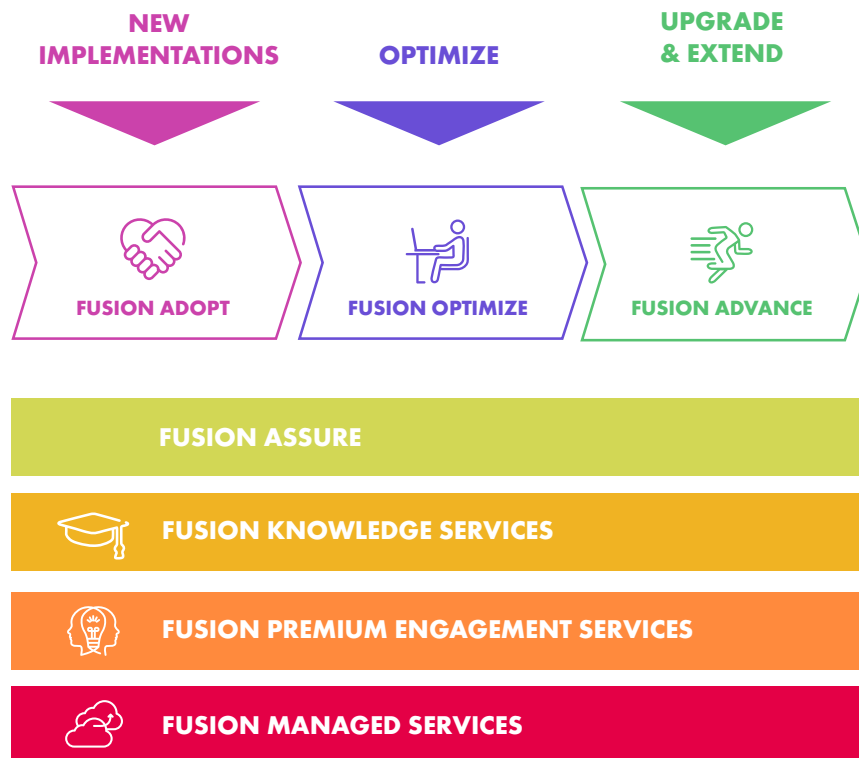 NEW
IMPLEMENTATIONS
OPTIMIZE
UPGRADE
& EXTEND
FUSION ADOPT
FUSION OPTIMIZE
FUSION ADVANCE
FUSION ASSURE
FUSION KNOWLEDGE SERVICES
FUSION PREMIUM ENGAGEMENT SERVICES
FUSION MANAGED SERVICES